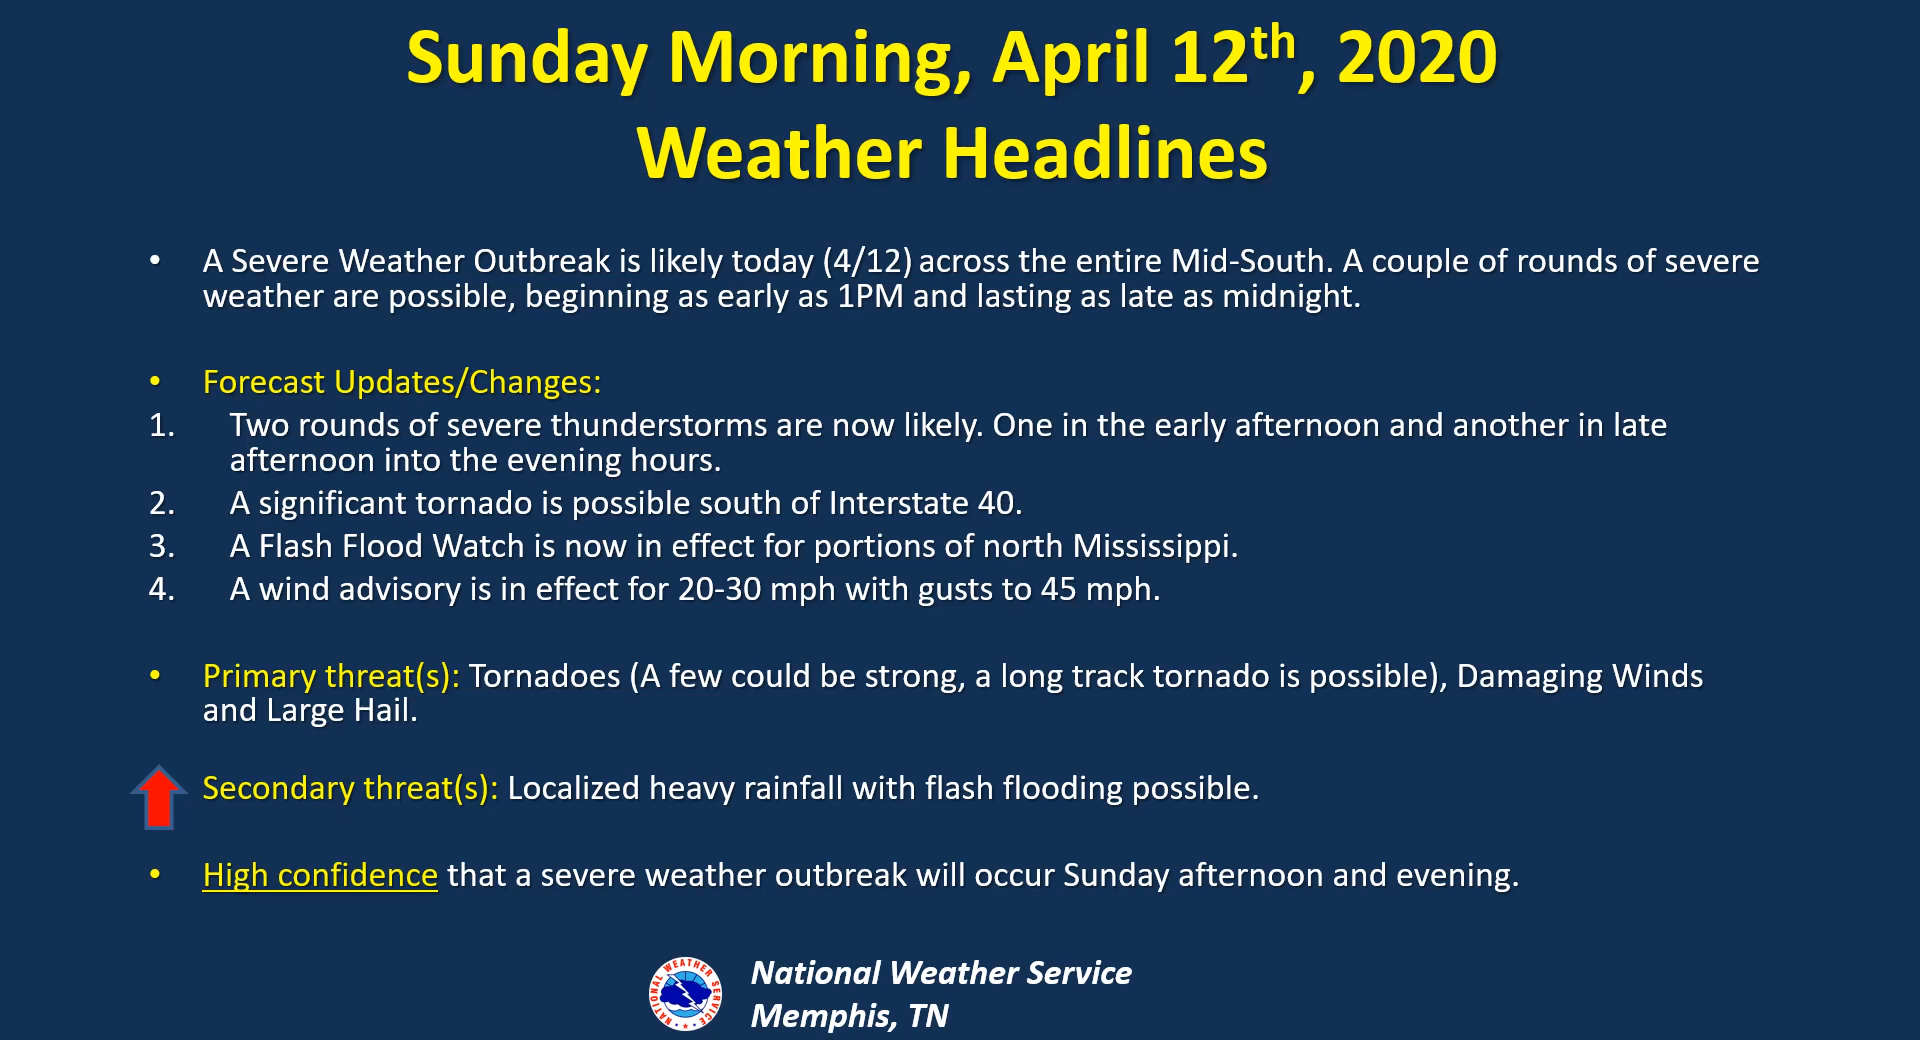 Sunday Morning, April 12th, 2020
Weather Headlines
• A Severe Weather Outbreak is likely today (4/12) across the entire Mid-South. A couple of rounds of severe
weather are possible, beginning as early as 1PM and lasting as late as midnight.
• Forecast Updates/Changes:
1. Two rounds of severe thunderstorms are now likely. One in the early afternoon and another in late
afternoon into the evening hours.
2. A significant tornado is possible south of Interstate 40.
3. A Flash Flood Watch is now in effect for portions of north Mississippi.
4. A wind advisory is in effect for 20-30 mph with gusts to 45 mph.
• Primary threat(s): Tornadoes (A few could be strong, a long track tornado is possible), Damaging Winds
and Large Hail.
Secondary threat(s): Localized heavy rainfall with flash flooding possible.
• High confidence that a severe weather outbreak will occur Sunday afternoon and evening.
NATIONAL WEATHER SERVICE
National Weather Service
Memphis, TN